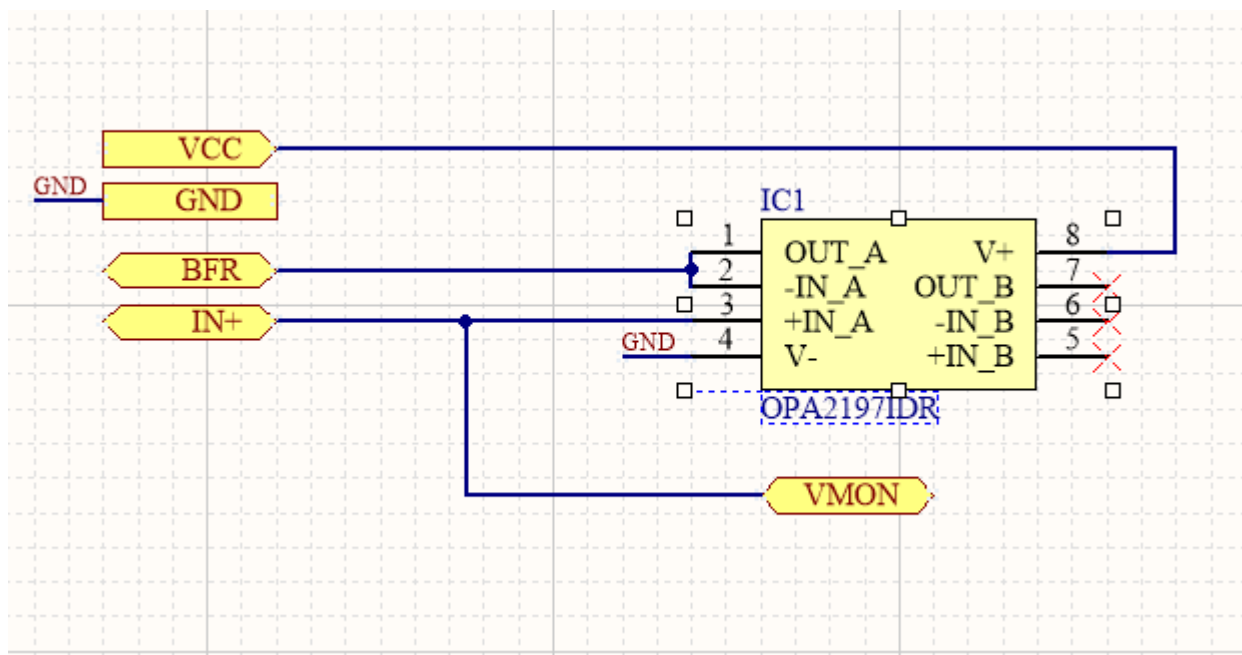 VCC
GND GND
IC1
1 OUT_A V+ 8
BFR 2 -IN_A OUT_B 7
IN+ 3 +IN_A -IN_B 6
GND 4 V- +IN_B 5
OPA2197IDR
VMON